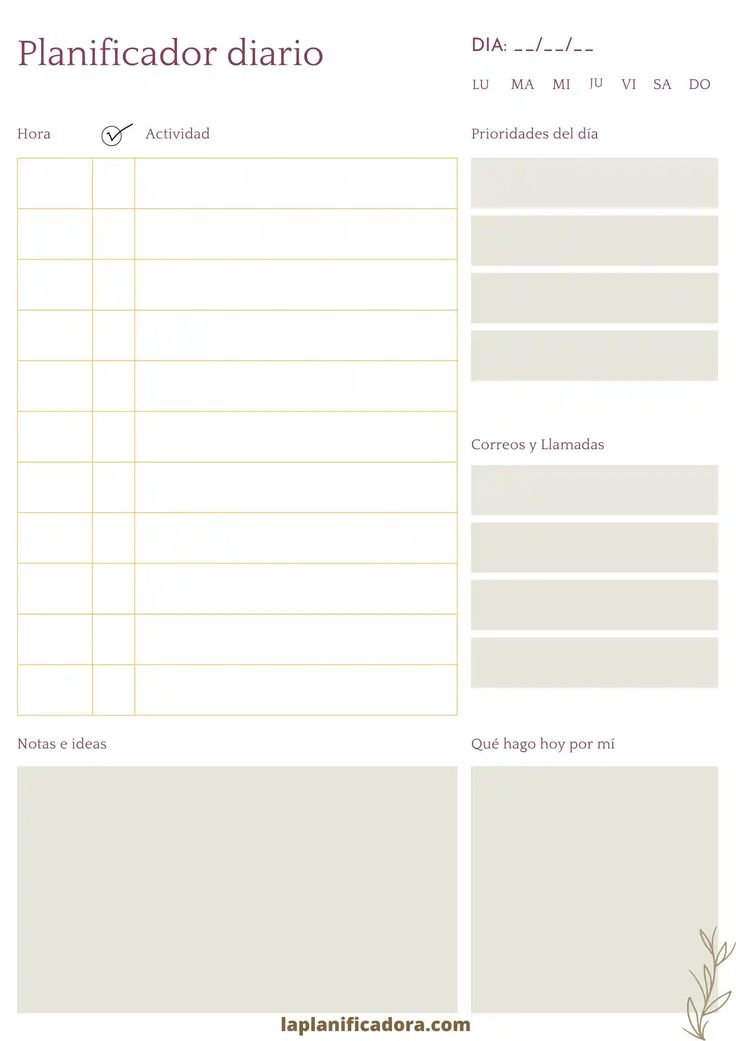 Planificador diario
DIA: __/__/__
LU MA MI JU VI SA DO
Hora Actividad
Prioridades del día
Correos y Llamadas
Notas e ideas
Qué hago hoy por mí
laplanificadora.com